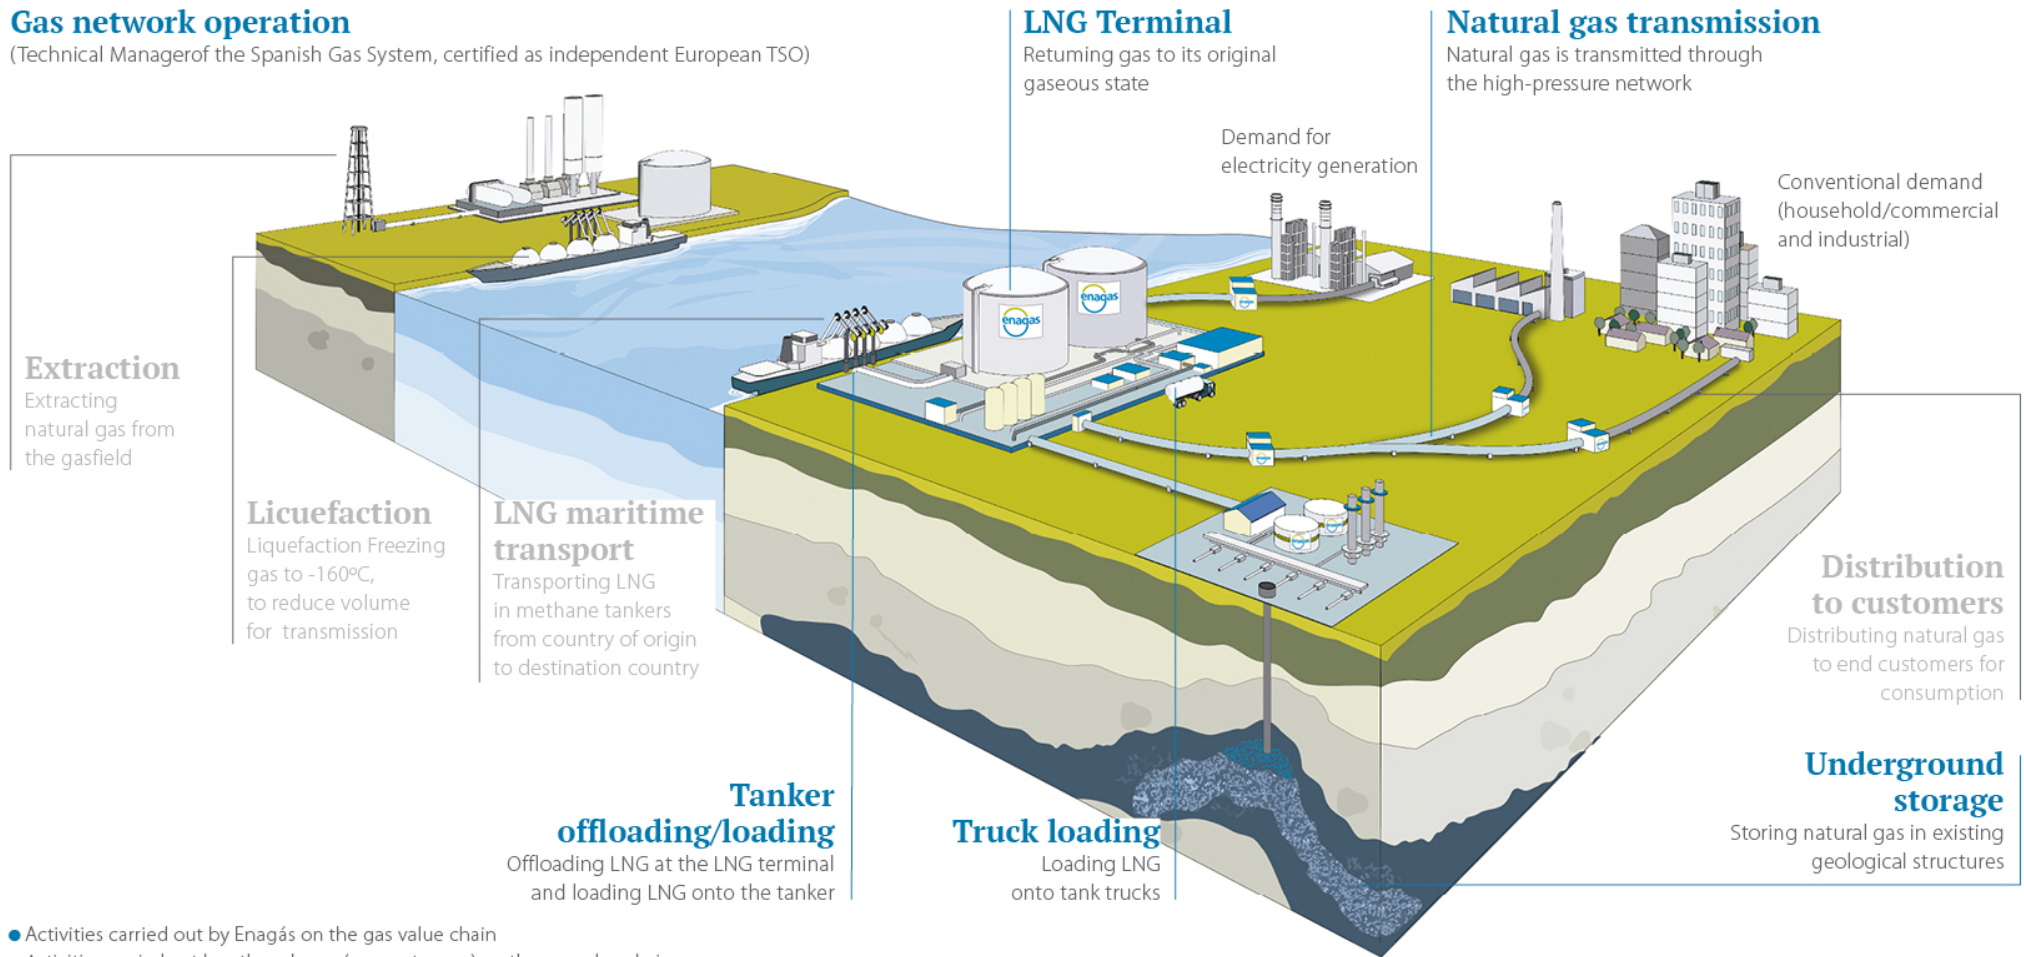 Gas network operation
(Technical Managerof the Spanish Gas System, certified as independent European TSO)
LNG Terminal
Returning gas to its original
gaseous state
Natural gas transmission
Natural gas is transmitted through
the high-pressure network
Demand for
electricity generation
Conventional demand
(household/commercial
and industrial)
enagas
enagas
Extraction
Extracting
natural gas from
the gasfield
Licuefaction
Liquefaction Freezing
gas to -160ºC,
to reduce volume
for transmission
LNG maritime
transport
Transporting LNG
in methane tankers
from country of origin
to destination country
Distribution
to customers
Distributing natural gas
to end customers for
consumption
Tanker
offloading/loading
Offloading LNG at the LNG terminal
and loading LNG onto the tanker
Truck loading
Loading LNG
onto tank trucks
Underground
storage
Storing natural gas in existing
geological structures
Activities carried out by Enagás on the gas value chain